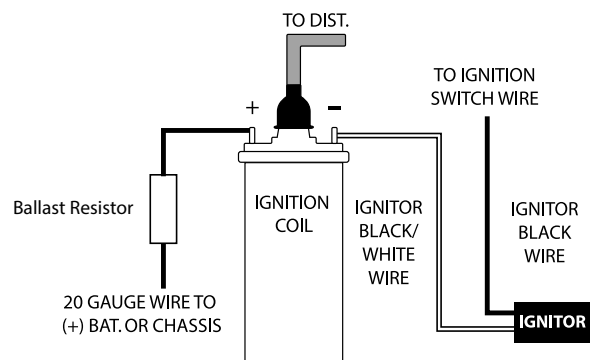 TO DIST.
TO IGNITION
SWITCH WIRE
+
–
Ballast Resistor
IGNITION
COIL
IGNITOR
BLACK/
WHITE
WIRE
IGNITOR
BLACK
WIRE
20 GAUGE WIRE TO
(+) BAT. OR CHASSIS
IGNITOR